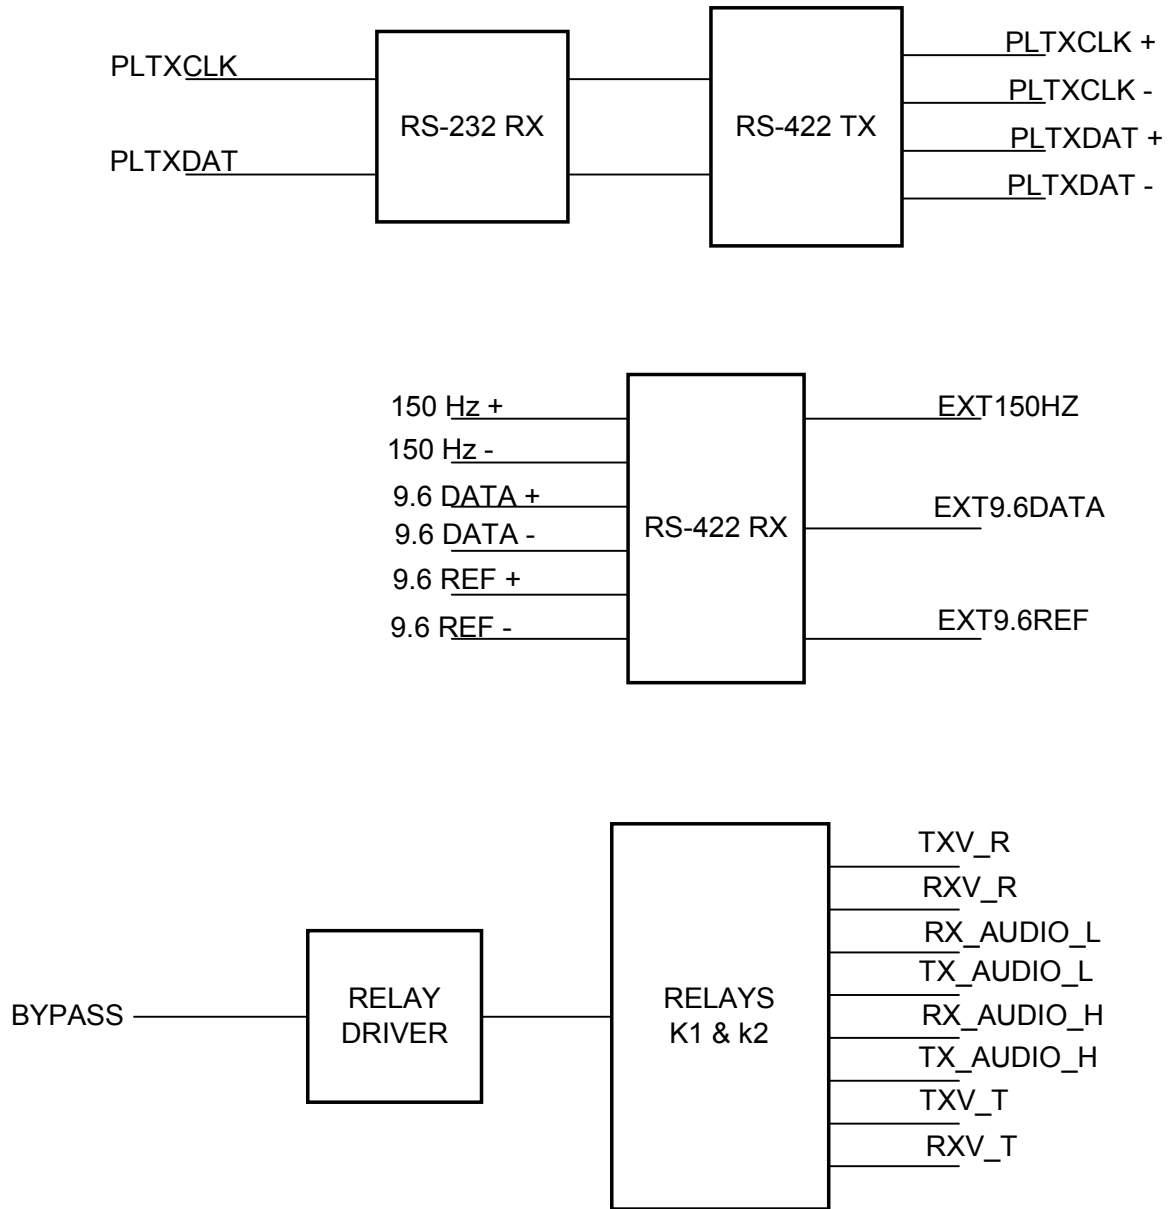 PLTXCLK
PLTXDAT
RS-232 RX
RS-422 TX
PLTXCLK +
PLTXCLK -
PLTXDAT +
PLTXDAT -
150 Hz +
150 Hz -
9.6 DATA +
9.6 DATA -
9.6 REF +
9.6 REF -
RS-422 RX
EXT150HZ
EXT9.6DATA
EXT9.6REF
BYPASS
RELAY
DRIVER
RELAYS
K1 & k2
TXV_R
RXV_R
RX_AUDIO_L
TX_AUDIO_L
RX_AUDIO_H
TX_AUDIO_H
TXV_T
RXV_T